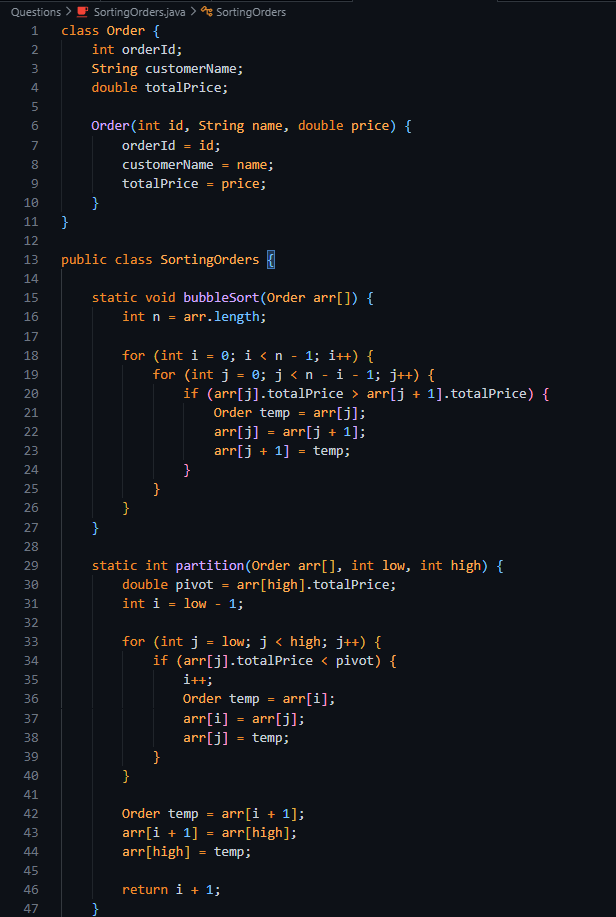 Questions > SortingOrders.java > SortingOrders
1 class Order {
2     int orderId;
3     String customerName;
4     double totalPrice;
5
6     Order(int id, String name, double price) {
7         orderId = id;
8         customerName = name;
9         totalPrice = price;
10     }
11 }
12
13 public class SortingOrders {
14
15     static void bubbleSort(Order arr[]) {
16         int n = arr.length;
17
18         for (int i = 0; i < n - 1; i++) {
19             for (int j = 0; j < n - i - 1; j++) {
20                 if (arr[j].totalPrice > arr[j + 1].totalPrice) {
21                     Order temp = arr[j];
22                     arr[j] = arr[j + 1];
23                     arr[j + 1] = temp;
24                 }
25             }
26         }
27     }
28
29     static int partition(Order arr[], int low, int high) {
30         double pivot = arr[high].totalPrice;
31         int i = low - 1;
32
33         for (int j = low; j < high; j++) {
34             if (arr[j].totalPrice < pivot) {
35                 i++;
36                 Order temp = arr[i];
37                 arr[i] = arr[j];
38                 arr[j] = temp;
39             }
40         }
41
42         Order temp = arr[i + 1];
43         arr[i + 1] = arr[high];
44         arr[high] = temp;
45
46         return i + 1;
47     }